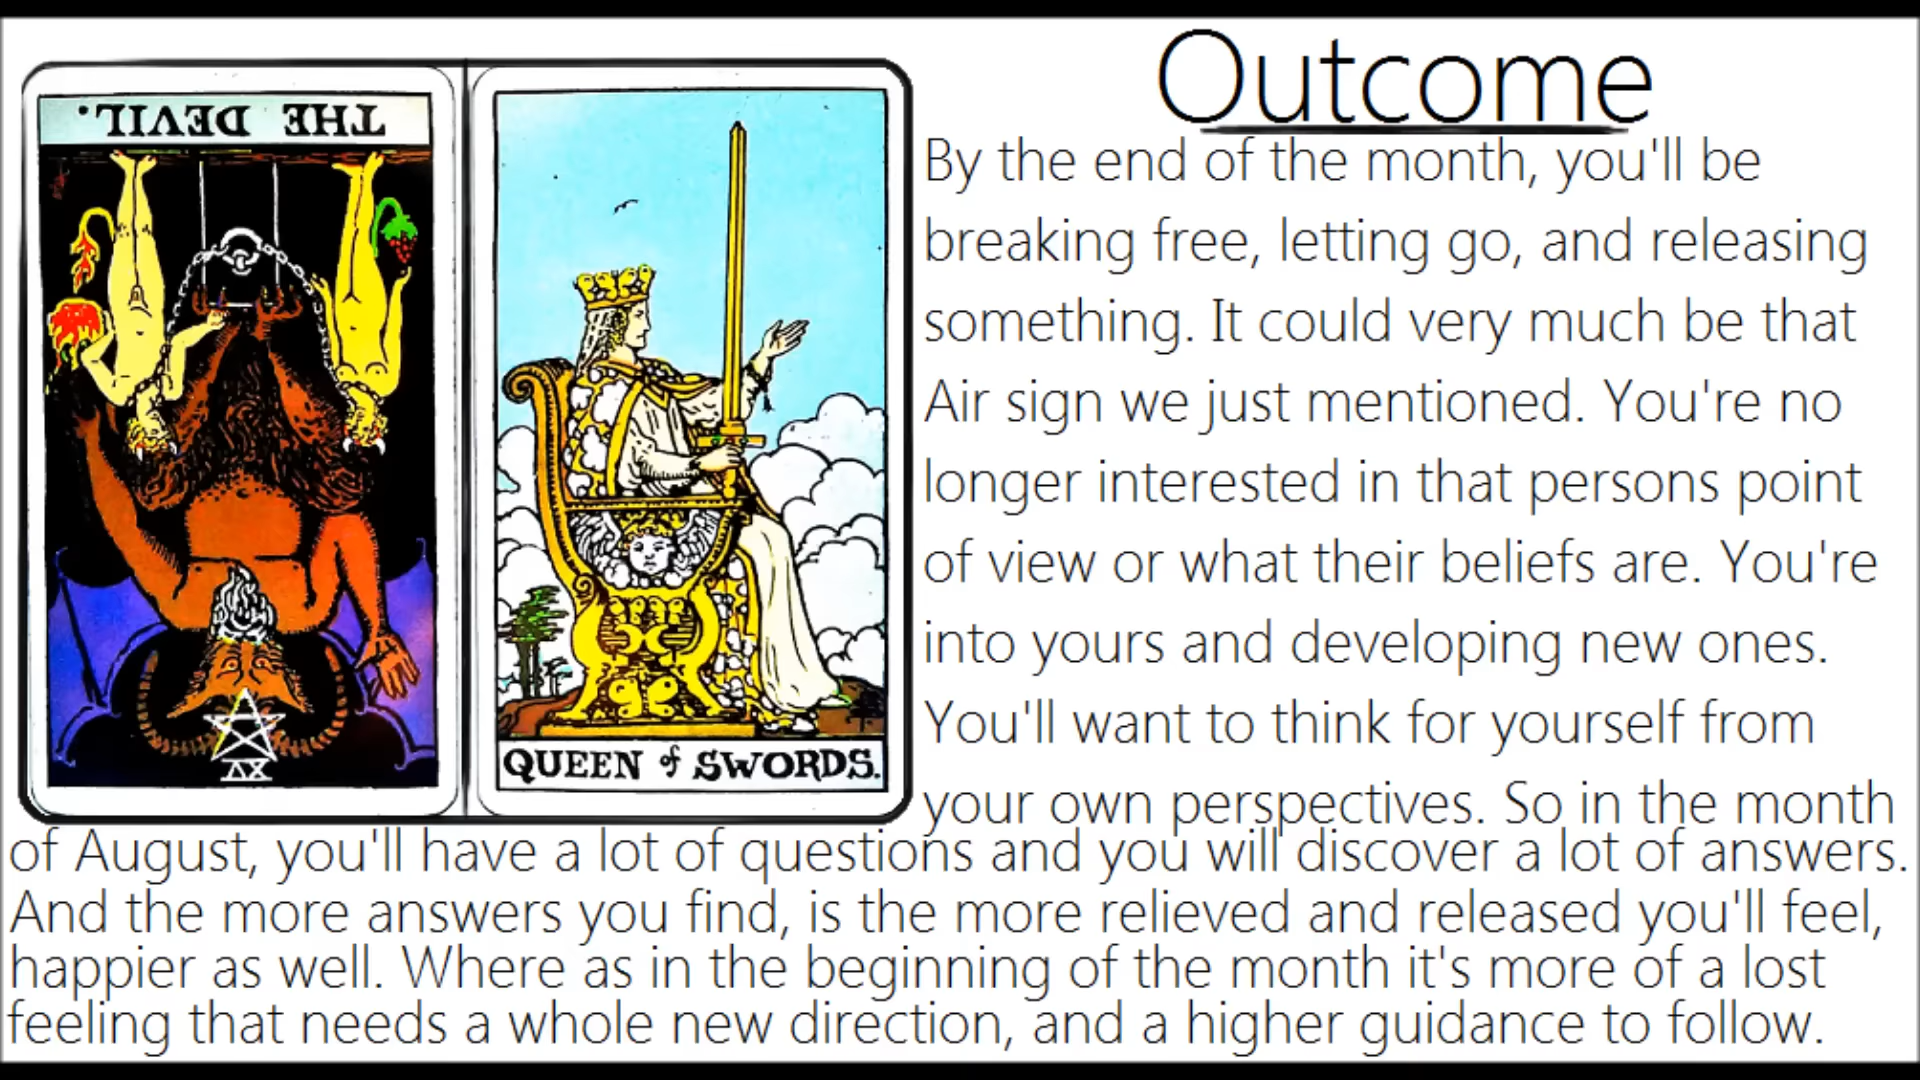 THE DEVIL.
XV
QUEEN of SWORDS.
Outcome
By the end of the month, you'll be
breaking free, letting go, and releasing
something. It could very much be that
Air sign we just mentioned. You're no
longer interested in that persons point
of view or what their beliefs are. You're
into yours and developing new ones.
You'll want to think for yourself from
your own perspectives. So in the month
of August, you'll have a lot of questions and you will discover a lot of answers.
And the more answers you find, is the more relieved and released you'll feel,
happier as well. Where as in the beginning of the month it's more of a lost
feeling that needs a whole new direction, and a higher guidance to follow.